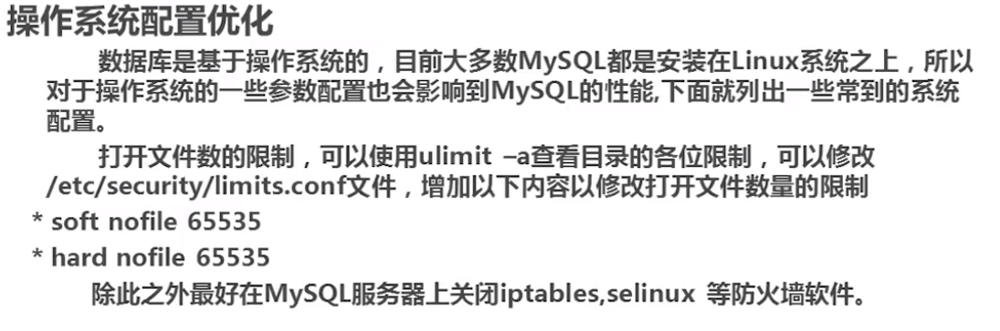 操作系统配置优化
数据库是基于操作系统的，目前大多数MySQL都是安装在Linux系统之上，所以
对于操作系统的一些参数配置也会影响到MySQL的性能,下面就列出一些常到的系统
配置。
打开文件数的限制，可以使用ulimit –a查看目录的各位限制，可以修改
/etc/security/limits.conf文件，增加以下内容以修改打开文件数量的限制
* soft nofile 65535
* hard nofile 65535
除此之外最好在MySQL服务器上关闭iptables,selinux 等防火墙软件。